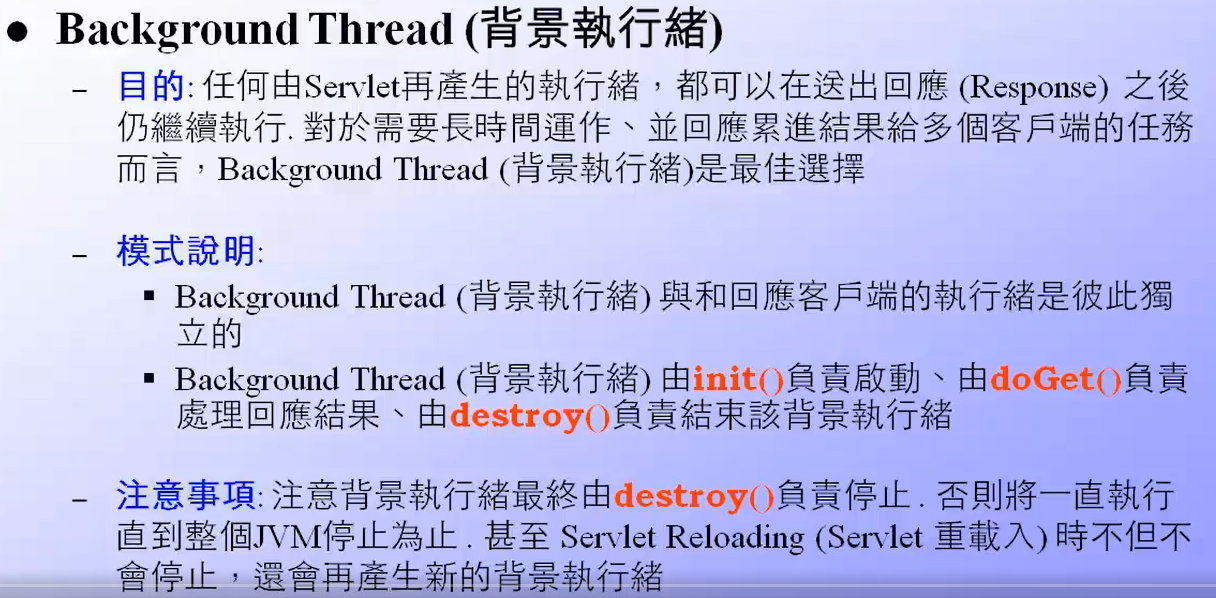 ● Background Thread (背景執行緒)
– 目的: 任何由Servlet再產生的執行緒，都可以在送出回應 (Response) 之後
仍繼續執行. 對於需要長時間運作、並回應累進結果給多個客戶端的任務
而言，Background Thread (背景執行緒)是最佳選擇
– 模式說明:
▪ Background Thread (背景執行緒) 與和回應客戶端的執行緒是彼此獨
立的
▪ Background Thread (背景執行緒) 由init()負責啟動、由doGet()負責
處理回應結果、由destroy()負責結束該背景執行緒
– 注意事項: 注意背景執行緒最終由destroy()負責停止 . 否則將一直執行
直到整個JVM停止為止 . 甚至 Servlet Reloading (Servlet 重載入) 時不但不
會停止，還會再產生新的背景執行緒